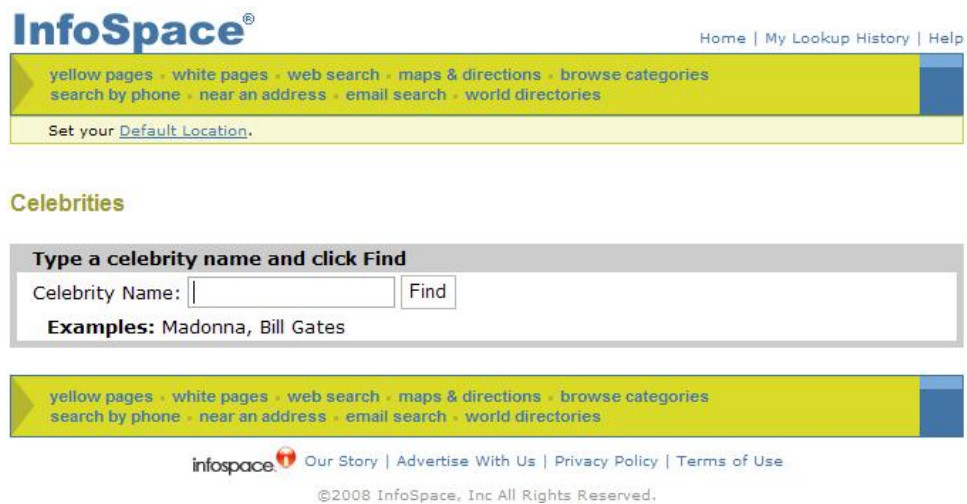 InfoSpace®
Home | My Lookup History | Help
yellow pages - white pages - web search - maps & directions - browse categories
search by phone - near an address - email search - world directories
Set your Default Location.
Celebrities
Type a celebrity name and click Find
Celebrity Name: Find
Examples: Madonna, Bill Gates
yellow pages - white pages - web search - maps & directions - browse categories
search by phone - near an address - email search - world directories
infospace. Our Story | Advertise With Us | Privacy Policy | Terms of Use
©2008 InfoSpace, Inc All Rights Reserved.